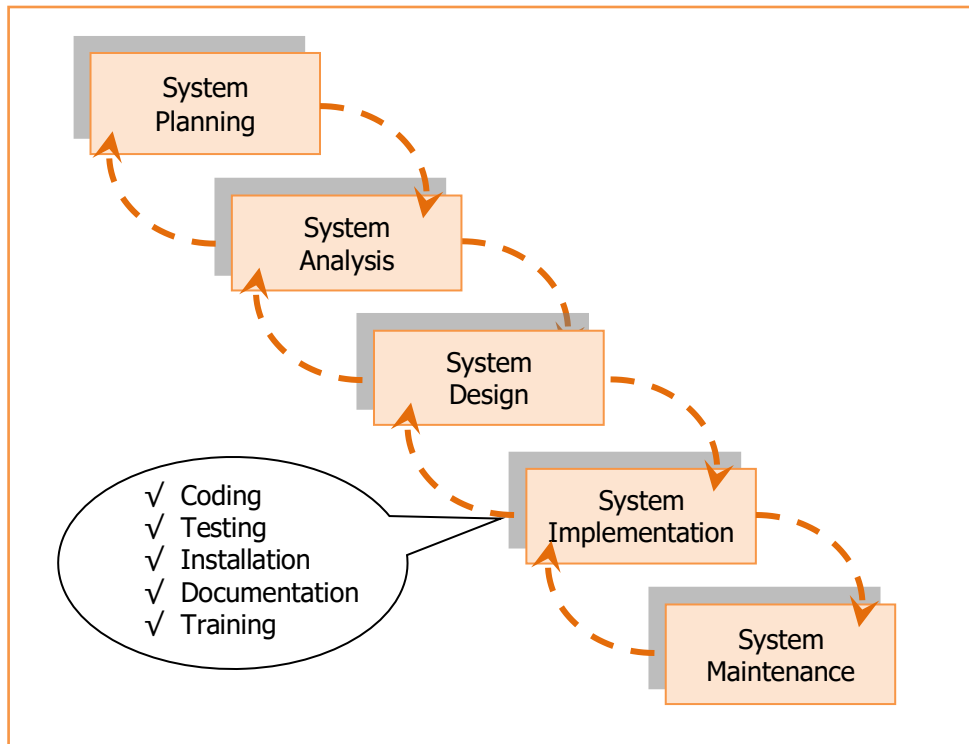 System
Planning
System
Analysis
System
Design
√ Coding
√ Testing
√ Installation
√ Documentation
√ Training
System
Implementation
System
Maintenance